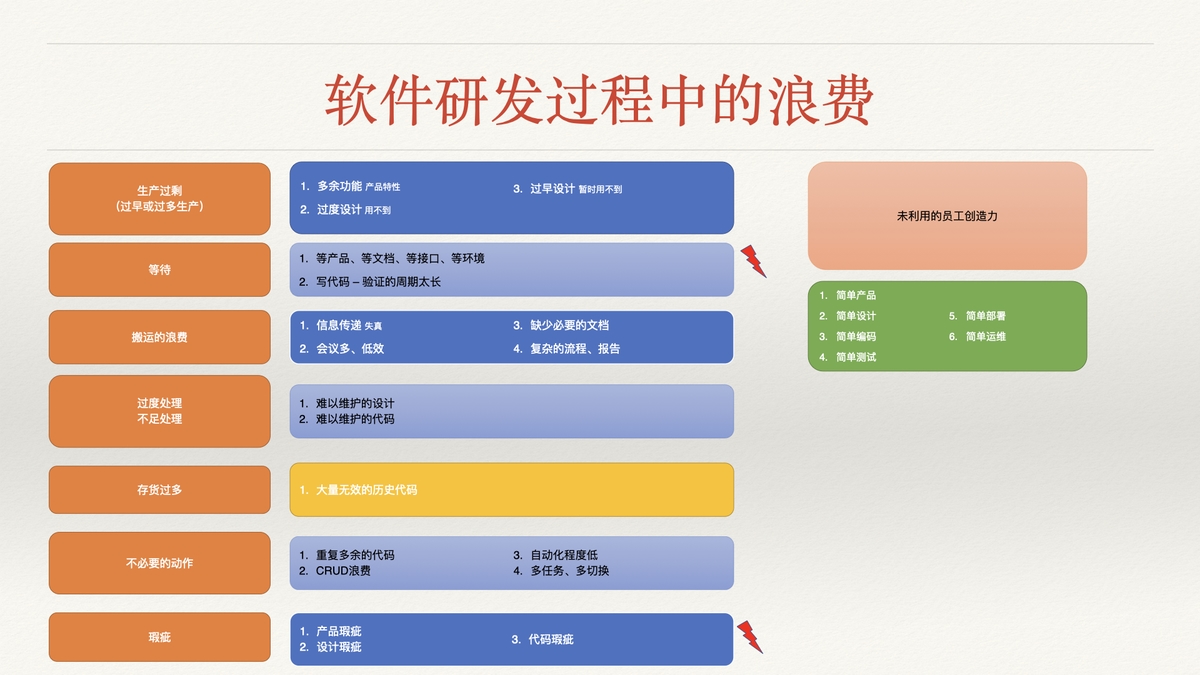 软件研发过程中的浪费
生产过剩
（过早或过多生产）
1. 多余功能 产品特性
2. 过度设计 用不到
3. 过早设计 暂时用不到
等待
1. 等产品、等文档、等接口、等环境
2. 写代码 – 验证的周期太长
搬运的浪费
1. 信息传递 失真
2. 会议多、低效
3. 缺少必要的文档
4. 复杂的流程、报告
过度处理
不足处理
1. 难以维护的设计
2. 难以维护的代码
存货过多
1. 大量无效的历史代码
不必要的动作
1. 重复多余的代码
2. CRUD浪费
3. 自动化程度低
4. 多任务、多切换
瑕疵
1. 产品瑕疵
2. 设计瑕疵
3. 代码瑕疵
未利用的员工创造力
1. 简单产品
2. 简单设计
3. 简单编码
4. 简单测试
5. 简单部署
6. 简单运维